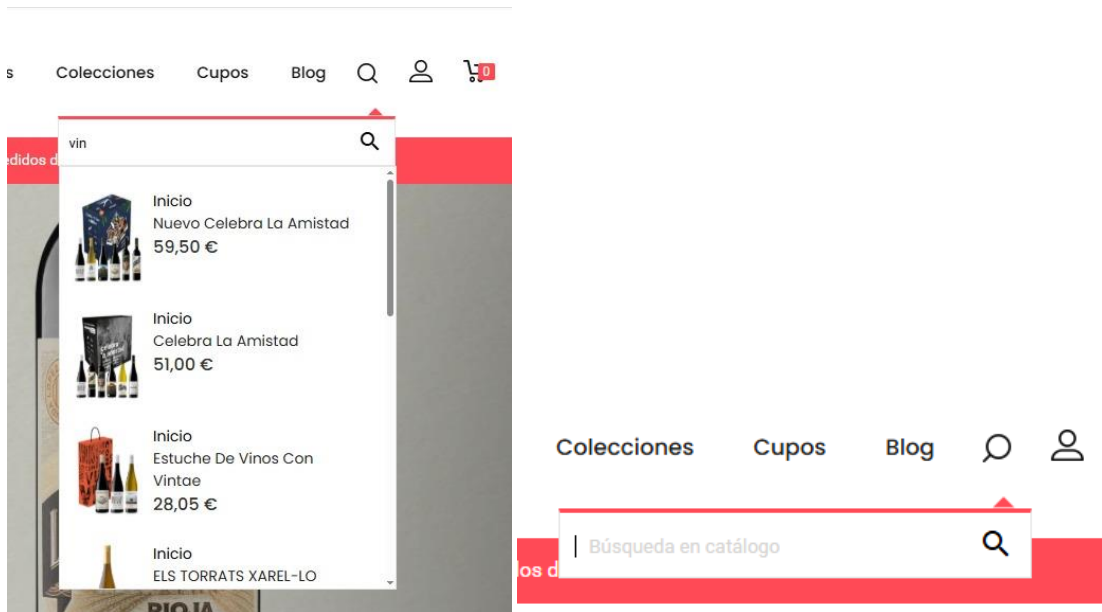 s Colecciones Cupos Blog
0
vin
edidos d
Inicio
Nuevo Celebra La Amistad
59,50 €
Inicio
Celebra La Amistad
51,00 €
Inicio
Estuche De Vinos Con
Vintae
28,05 €
Inicio
ELS TORRATS XAREL-LO
RIOJA
Colecciones Cupos Blog
Búsqueda en catálogo
los d